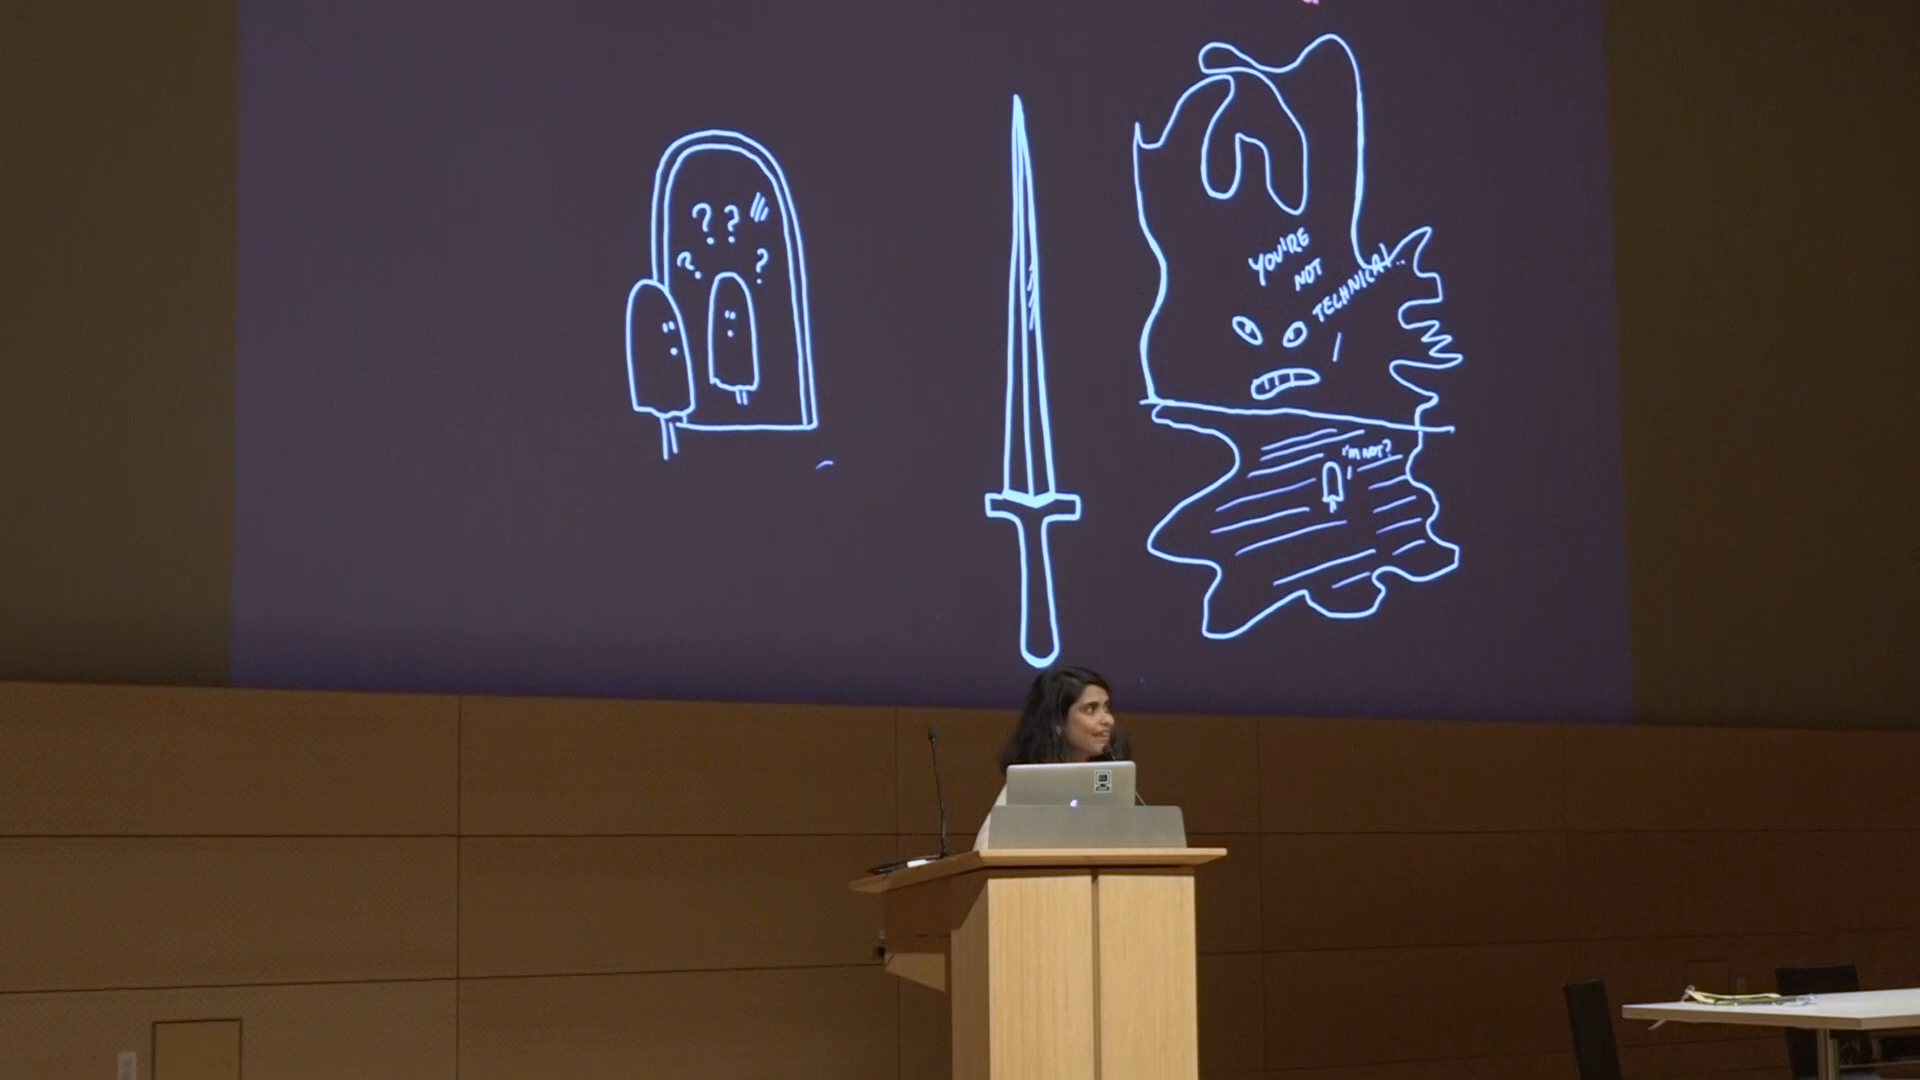 ? ?
? ?
YOU'RE
NOT
TECHNICAL..
I'M NOT?